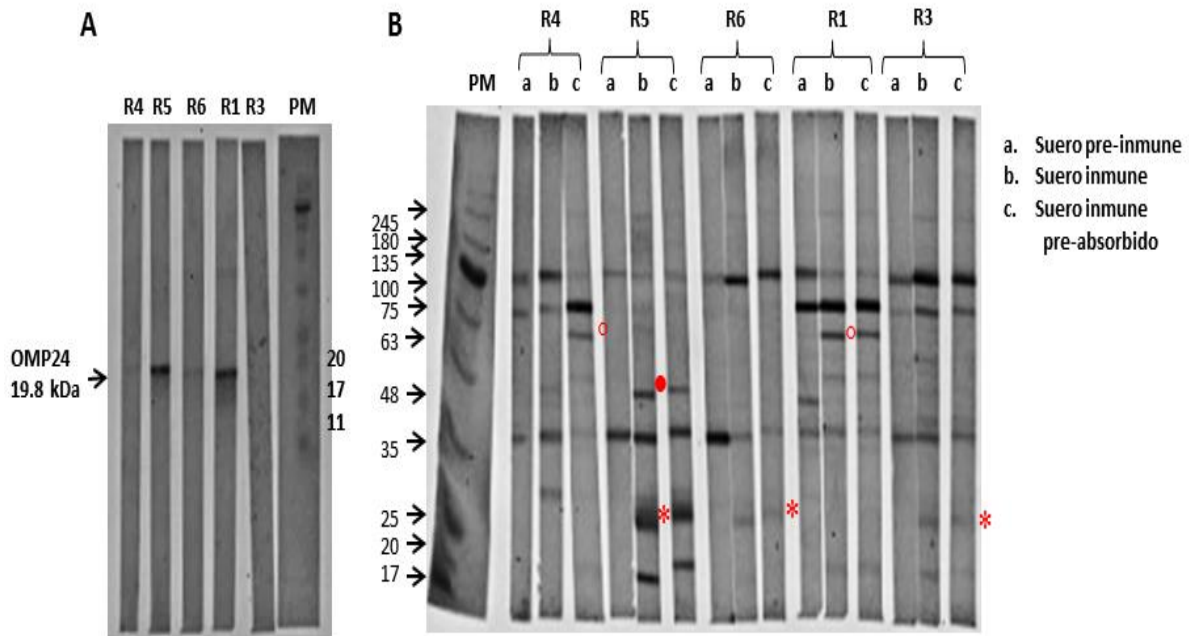 A
R4 R5 R6 R1 R3 PM
OMP24
19.8 kDa
20
17
11
B
R4 R5 R6 R1 R3
PM a b c a b c a b c a b c a b c
245
180
135
100
75
63
48
35
25
20
17
a. Suero pre-inmune
b. Suero inmune
c. Suero inmune
pre-absorbido